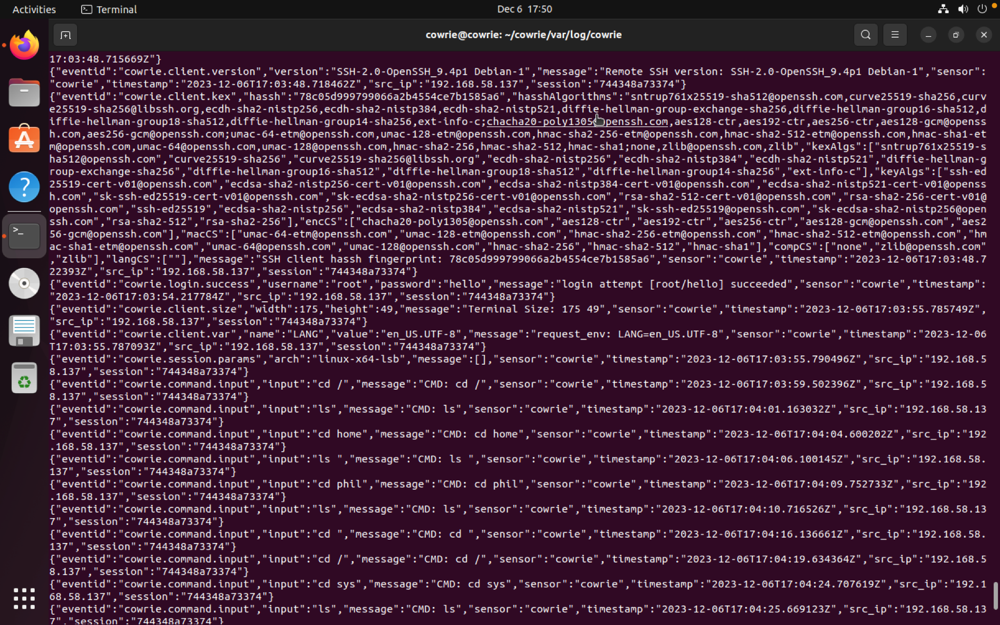 Activities
Terminal
Dec 6 17:50
cowrie@cowrie: ~/cowrie/var/log/cowrie
17:03:48.715669Z"}
{"eventid":"cowrie.client.version","version":"SSH-2.0-OpenSSH_9.4p1 Debian-1","message":"Remote SSH version: SSH-2.0-OpenSSH_9.4p1 Debian-1","sensor":
"cowrie","timestamp":"2023-12-06T17:03:48.718462Z","src_ip":"192.168.58.137","session":"744348a73374"}
{"eventid":"cowrie.client.kex","hassh":"78c05d999799066a2b4554ce7b1585a6","hasshAlgorithms":"sntrup761x25519-sha512@openssh.com,curve25519-sha256,curv
e25519-sha256@libssh.org,ecdh-sha2-nistp256,ecdh-sha2-nistp384,ecdh-sha2-nistp521,diffie-hellman-group-exchange-sha256,diffie-hellman-group16-sha512,d
iffie-hellman-group18-sha512,diffie-hellman-group14-sha256,ext-info-c;chacha20-poly1305@openssh.com,aes128-ctr,aes192-ctr,aes256-ctr,aes128-gcm@openss
h.com,aes256-gcm@openssh.com;umac-64-etm@openssh.com,umac-128-etm@openssh.com,hmac-sha2-256-etm@openssh.com,hmac-sha2-512-etm@openssh.com,hmac-sha1-et
m@openssh.com,umac-64@openssh.com,umac-128@openssh.com,hmac-sha2-256,hmac-sha2-512,hmac-sha1;none,zlib@openssh.com,zlib","kexAlgs":["sntrup761x25519-s
ha512@openssh.com","curve25519-sha256","curve25519-sha256@libssh.org","ecdh-sha2-nistp256","ecdh-sha2-nistp384","ecdh-sha2-nistp521","diffie-hellman-g
roup-exchange-sha256","diffie-hellman-group16-sha512","diffie-hellman-group18-sha512","diffie-hellman-group14-sha256","ext-info-c"],"keyAlgs":["ssh-ed
25519-cert-v01@openssh.com","ecdsa-sha2-nistp256-cert-v01@openssh.com","ecdsa-sha2-nistp384-cert-v01@openssh.com","ecdsa-sha2-nistp521-cert-v01@openss
h.com","sk-ssh-ed25519-cert-v01@openssh.com","sk-ecdsa-sha2-nistp256-cert-v01@openssh.com","rsa-sha2-512-cert-v01@openssh.com","rsa-sha2-256-cert-v01@
openssh.com","ssh-ed25519","ecdsa-sha2-nistp256","ecdsa-sha2-nistp384","ecdsa-sha2-nistp521","sk-ssh-ed25519@openssh.com","sk-ecdsa-sha2-nistp256@open
ssh.com","rsa-sha2-512","rsa-sha2-256"],"encCS":["chacha20-poly1305@openssh.com","aes128-ctr","aes192-ctr","aes256-ctr","aes128-gcm@openssh.com","aes2
56-gcm@openssh.com"],"macCS":["umac-64-etm@openssh.com","umac-128-etm@openssh.com","hmac-sha2-256-etm@openssh.com","hmac-sha2-512-etm@openssh.com","hm
ac-sha1-etm@openssh.com","umac-64@openssh.com","umac-128@openssh.com","hmac-sha2-256","hmac-sha2-512","hmac-sha1"],"compCS":["none","zlib@openssh.com"
,"zlib"],"langCS":[""],"message":"SSH client hassh fingerprint: 78c05d999799066a2b4554ce7b1585a6","sensor":"cowrie","timestamp":"2023-12-06T17:03:48.7
22393Z","src_ip":"192.168.58.137","session":"744348a73374"}
{"eventid":"cowrie.login.success","username":"root","password":"hello","message":"login attempt [root/hello] succeeded","sensor":"cowrie","timestamp":
"2023-12-06T17:03:54.217784Z","src_ip":"192.168.58.137","session":"744348a73374"}
{"eventid":"cowrie.client.size","width":175,"height":49,"message":"Terminal Size: 175 49","sensor":"cowrie","timestamp":"2023-12-06T17:03:55.785749Z",
"src_ip":"192.168.58.137","session":"744348a73374"}
{"eventid":"cowrie.client.var","name":"LANG","value":"en_US.UTF-8","message":"request_env: LANG=en_US.UTF-8","sensor":"cowrie","timestamp":"2023-12-06
T17:03:55.787093Z","src_ip":"192.168.58.137","session":"744348a73374"}
{"eventid":"cowrie.session.params","arch":"linux-x64-lsb","message":[],"sensor":"cowrie","timestamp":"2023-12-06T17:03:55.790496Z","src_ip":"192.168.5
8.137","session":"744348a73374"}
{"eventid":"cowrie.command.input","input":"cd /","message":"CMD: cd /","sensor":"cowrie","timestamp":"2023-12-06T17:03:59.502396Z","src_ip":"192.168.5
8.137","session":"744348a73374"}
{"eventid":"cowrie.command.input","input":"ls","message":"CMD: ls","sensor":"cowrie","timestamp":"2023-12-06T17:04:01.163032Z","src_ip":"192.168.58.13
7","session":"744348a73374"}
{"eventid":"cowrie.command.input","input":"cd home","message":"CMD: cd home","sensor":"cowrie","timestamp":"2023-12-06T17:04:04.600202Z","src_ip":"192
.168.58.137","session":"744348a73374"}
{"eventid":"cowrie.command.input","input":"ls ","message":"CMD: ls ","sensor":"cowrie","timestamp":"2023-12-06T17:04:06.100145Z","src_ip":"192.168.58.
137","session":"744348a73374"}
{"eventid":"cowrie.command.input","input":"cd phil","message":"CMD: cd phil","sensor":"cowrie","timestamp":"2023-12-06T17:04:09.752733Z","src_ip":"192
.168.58.137","session":"744348a73374"}
{"eventid":"cowrie.command.input","input":"ls","message":"CMD: ls","sensor":"cowrie","timestamp":"2023-12-06T17:04:10.716526Z","src_ip":"192.168.58.13
7","session":"744348a73374"}
{"eventid":"cowrie.command.input","input":"cd ","message":"CMD: cd ","sensor":"cowrie","timestamp":"2023-12-06T17:04:16.136661Z","src_ip":"192.168.58.
137","session":"744348a73374"}
{"eventid":"cowrie.command.input","input":"cd /","message":"CMD: cd /","sensor":"cowrie","timestamp":"2023-12-06T17:04:19.634364Z","src_ip":"192.168.5
8.137","session":"744348a73374"}
{"eventid":"cowrie.command.input","input":"cd sys","message":"CMD: cd sys","sensor":"cowrie","timestamp":"2023-12-06T17:04:24.707619Z","src_ip":"192.1
68.58.137","session":"744348a73374"}
{"eventid":"cowrie.command.input","input":"ls","message":"CMD: ls","sensor":"cowrie","timestamp":"2023-12-06T17:04:25.669123Z","src_ip":"192.168.58.13
7","session":"744348a73374"}